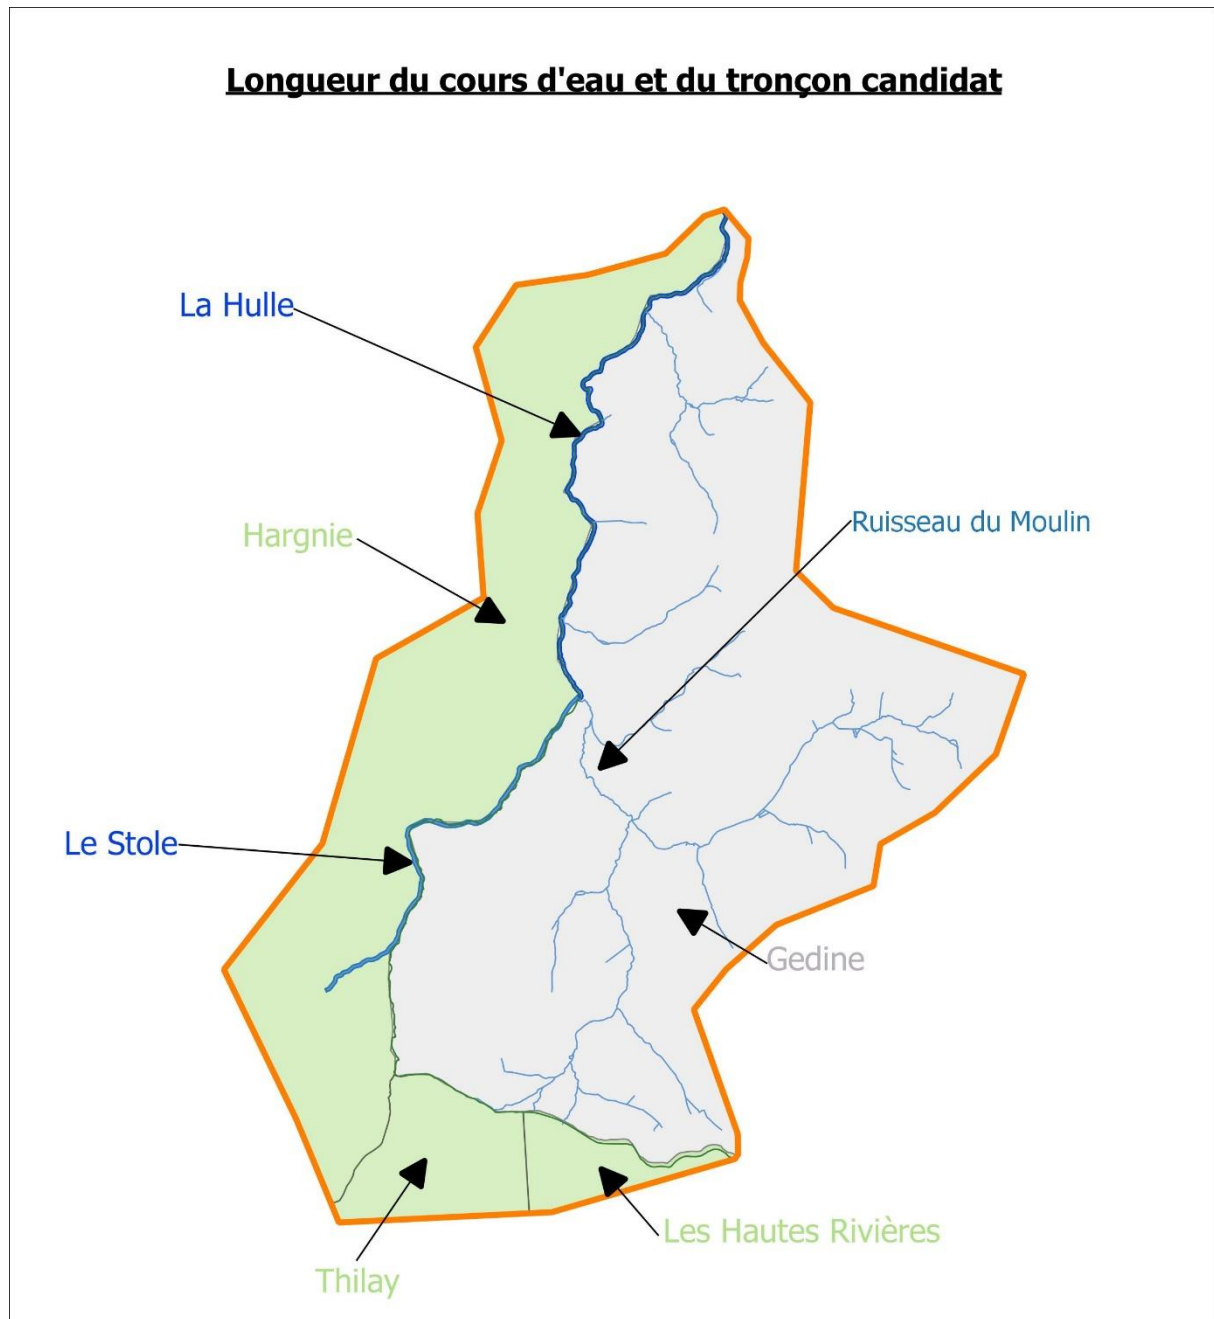 Longueur du cours d'eau et du tronçon candidat
La Hulle
Hargnie
Ruisseau du Moulin
Le Stole
Gedine
Les Hautes Rivières
Thilay